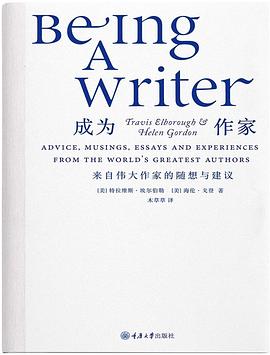 Being
A
Writer
成为 Travis Elborough & Helen Gordon 作家
ADVICE, MUSINGS, ESSAYS AND EXPERIENCES
FROM THE WORLD'S GREATEST AUTHORS
来自伟大作家的随想与建议
[美] 特拉维斯·埃尔伯勒 [美] 海伦·戈登 著
木草草 译
重庆大学出版社